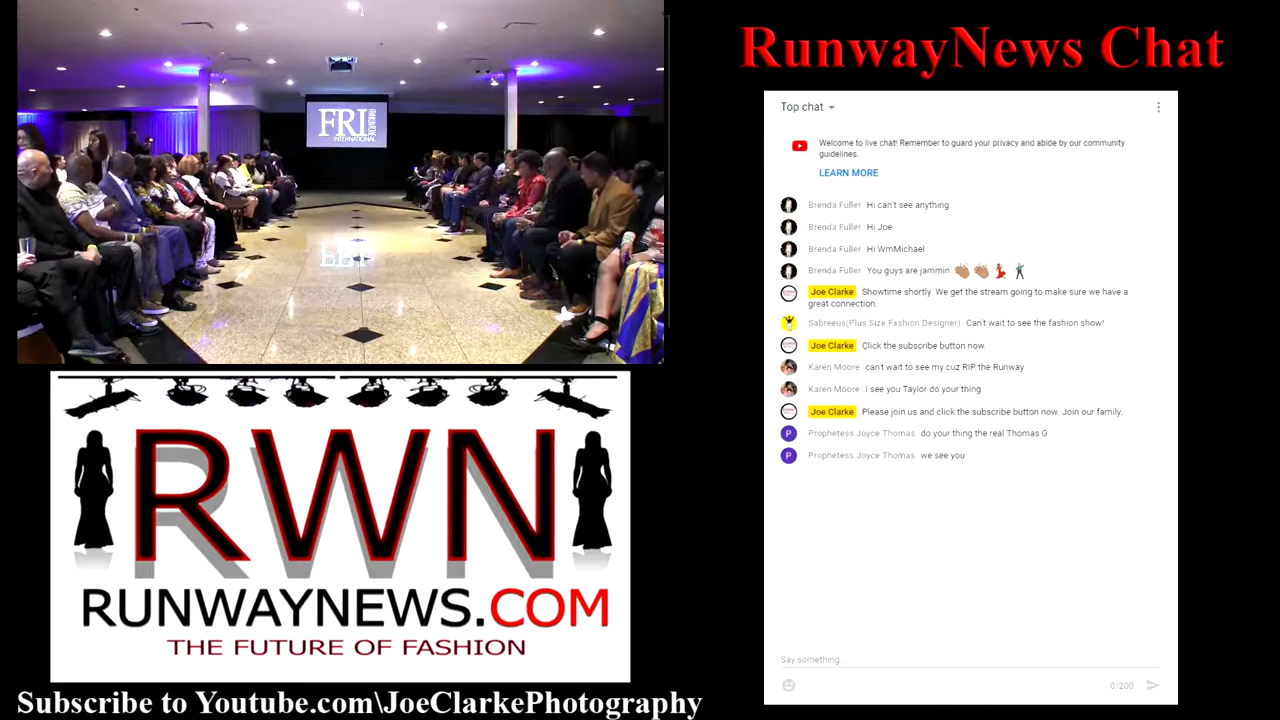 RunwayNews Chat
FRI
INTERNATIONAL
Top chat
Welcome to live chat! Remember to guard your privacy and abide by our community
guidelines.
LEARN MORE
Brenda Fuller Hi can't see anything
Brenda Fuller Hi Joe
Brenda Fuller Hi WmMichael
Brenda Fuller You guys are jammin 👏🏽 👏🏽 💃🏽 🕺🏽
Joe Clarke Showtime shortly. We get the stream going to make sure we have a
great connection.
Sabreeus(Plus Size Fashion Designer) Can't wait to see the fashion show!
Joe Clarke Click the subscribe button now.
Karen Moore can't wait to see my cuz RIP the Runway
Karen Moore I see you Taylor do your thing
Joe Clarke Please join us and click the subscribe button now. Join our family.
P Prophetess Joyce Thomas do your thing the real Thomas G
P Prophetess Joyce Thomas we see you
Say something...
0/200
RWN
RUNWAYNEWS.COM
THE FUTURE OF FASHION
Subscribe to Youtube.com\JoeClarkePhotography